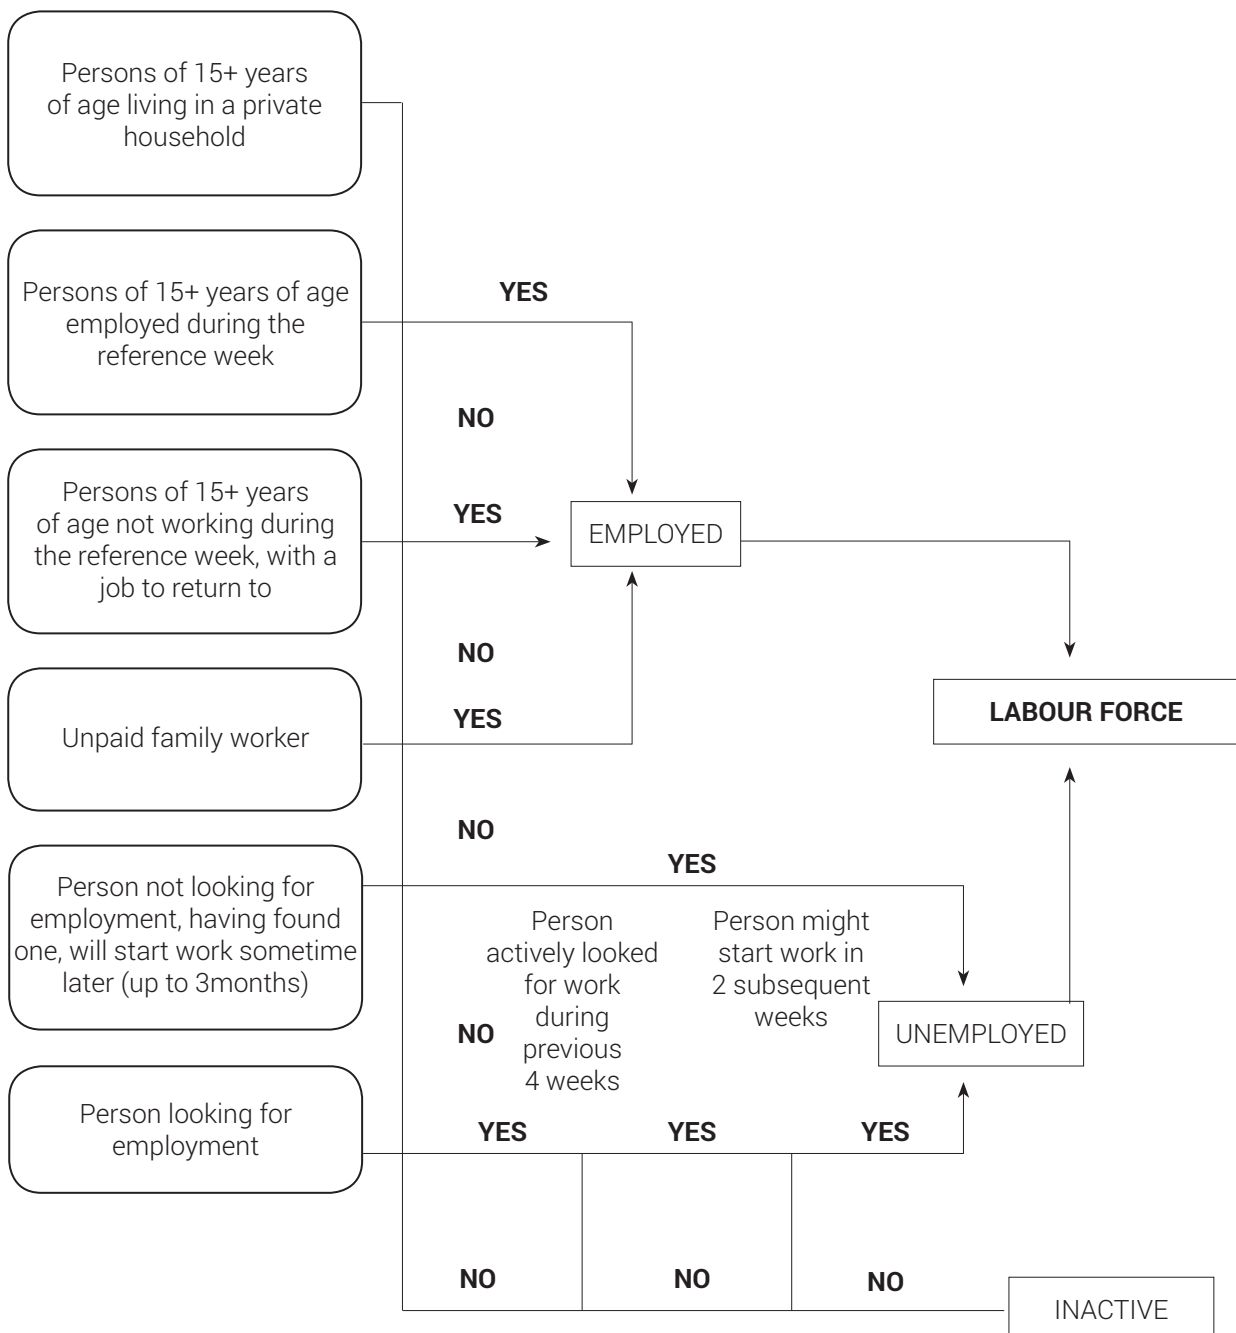 Persons of 15+ years
of age living in a private
household
Persons of 15+ years of age
employed during the
reference week
YES
NO
Persons of 15+ years
of age not working during
the reference week, with a
job to return to
YES
EMPLOYED
NO
Unpaid family worker
YES
LABOUR FORCE
NO
Person not looking for
employment, having found
one, will start work sometime
later (up to 3months)
YES
Person
actively looked
for work
during
previous
4 weeks
Person might
start work in
2 subsequent
weeks
NO
UNEMPLOYED
Person looking for
employment
YES
YES
YES
NO
NO
NO
INACTIVE